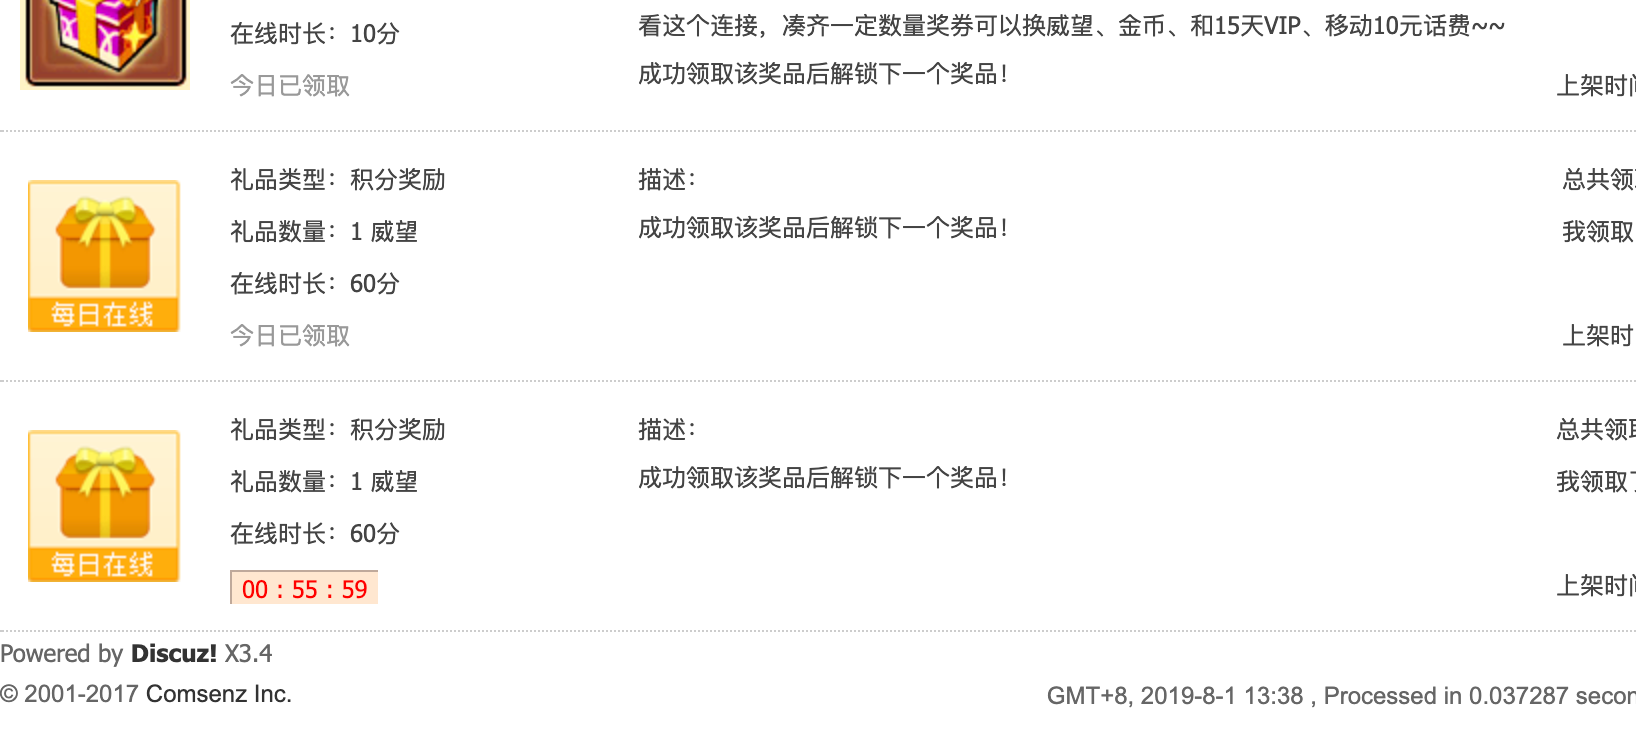 在线时长：10分
看这个连接，凑齐一定数量奖券可以换威望、金币、和15天VIP、移动10元话费~~
成功领取该奖品后解锁下一个奖品！
今日已领取
上架时间
礼品类型：积分奖励
描述：
总共领
礼品数量：1 威望
成功领取该奖品后解锁下一个奖品！
我领取
在线时长：60分
每日在线
今日已领取
上架时
礼品类型：积分奖励
描述：
总共领取
礼品数量：1 威望
成功领取该奖品后解锁下一个奖品！
我领取了
在线时长：60分
每日在线
00 : 55 : 59
上架时间
Powered by Discuz! X3.4
© 2001-2017 Comsenz Inc.
GMT+8, 2019-8-1 13:38 , Processed in 0.037287 secon